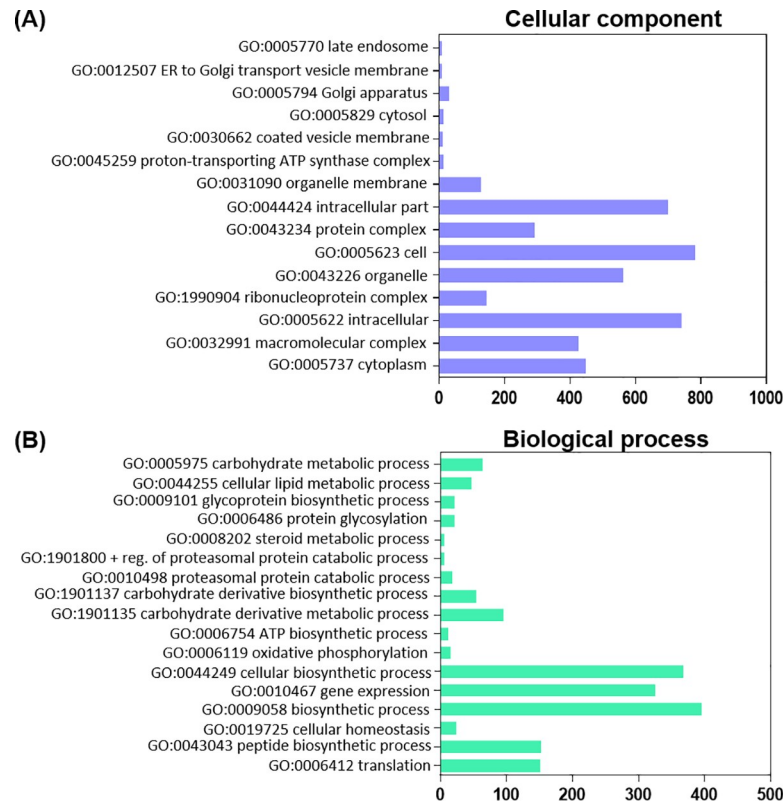 (A)
Cellular component
GO:0005770 late endosome
GO:0012507 ER to Golgi transport vesicle membrane
GO:0005794 Golgi apparatus
GO:0005829 cytosol
GO:0030662 coated vesicle membrane
GO:0045259 proton-transporting ATP synthase complex
GO:0031090 organelle membrane
GO:0044424 intracellular part
GO:0043234 protein complex
GO:0005623 cell
GO:0043226 organelle
GO:1990904 ribonucleoprotein complex
GO:0005622 intracellular
GO:0032991 macromolecular complex
GO:0005737 cytoplasm
0 200 400 600 800 1000
(B)
Biological process
GO:0005975 carbohydrate metabolic process
GO:0044255 cellular lipid metabolic process
GO:0009101 glycoprotein biosynthetic process
GO:0006486 protein glycosylation
GO:0008202 steroid metabolic process
GO:1901800 + reg. of proteasomal protein catabolic process
GO:0010498 proteasomal protein catabolic process
GO:1901137 carbohydrate derivative biosynthetic process
GO:1901135 carbohydrate derivative metabolic process
GO:0006754 ATP biosynthetic process
GO:0006119 oxidative phosphorylation
GO:0044249 cellular biosynthetic process
GO:0010467 gene expression
GO:0009058 biosynthetic process
GO:0019725 cellular homeostasis
GO:0043043 peptide biosynthetic process
GO:0006412 translation
0 100 200 300 400 500